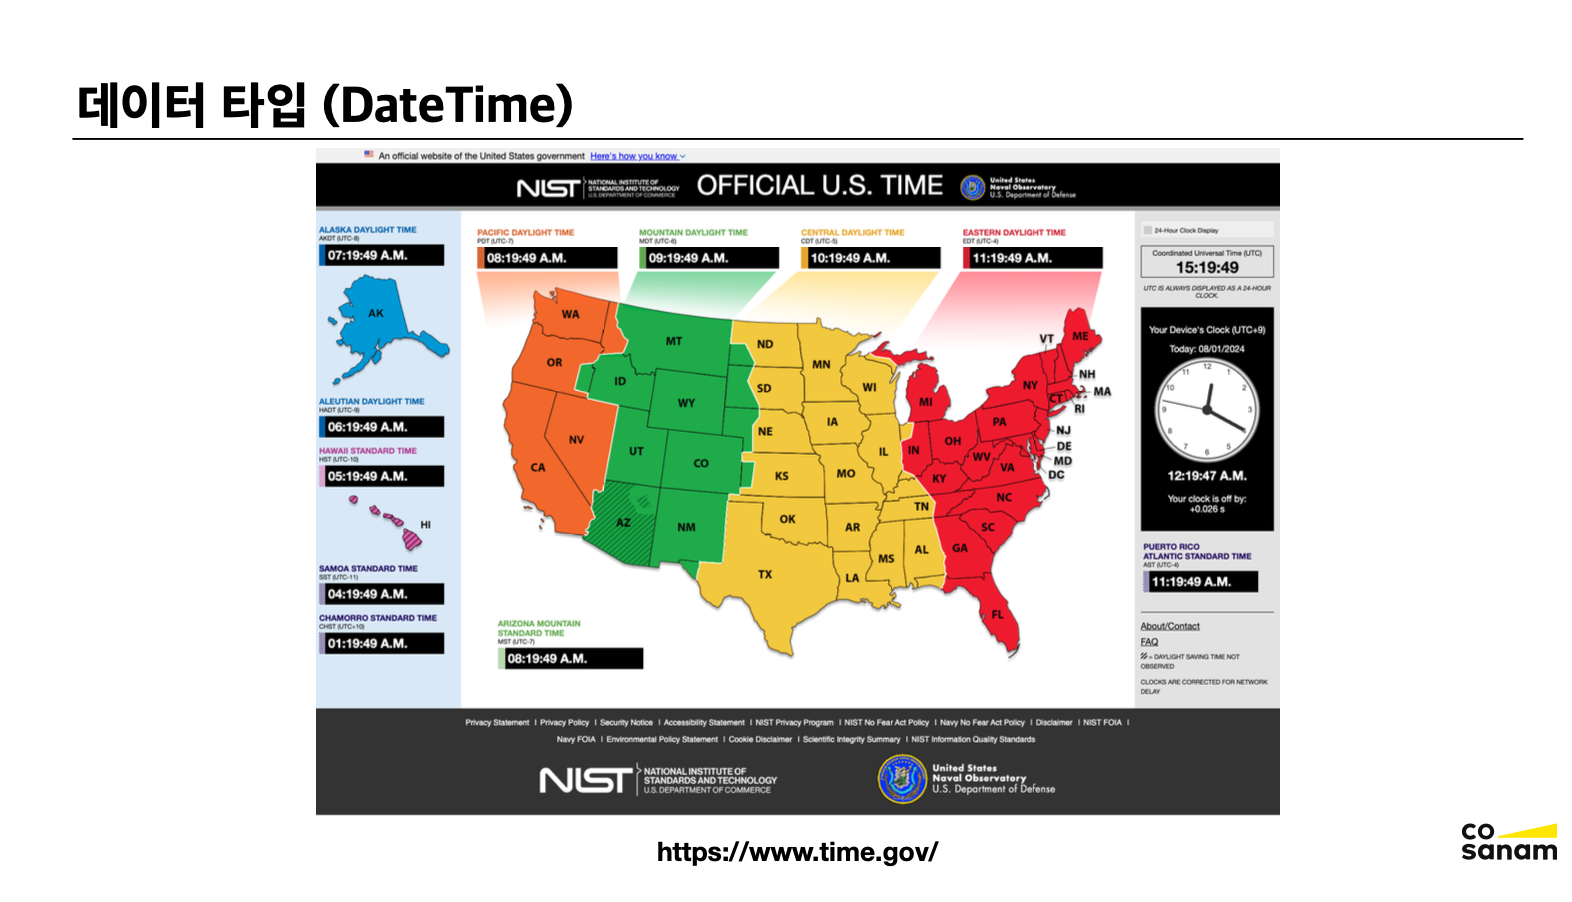 데이터 타입 (DateTime)
An official website of the United States government Here's how you know
NIST NATIONAL INSTITUTE OF
STANDARDS AND TECHNOLOGY
U.S. DEPARTMENT OF COMMERCE
OFFICIAL U.S. TIME
United States
Naval Observatory
U.S. Department of Defense
ALASKA DAYLIGHT TIME
AKDT (UTC-8)
07:19:49 A.M.
AK
ALEUTIAN DAYLIGHT TIME
HADT (UTC-9)
06:19:49 A.M.
HAWAII STANDARD TIME
HST (UTC-10)
05:19:49 A.M.
HI
SAMOA STANDARD TIME
SST (UTC-11)
04:19:49 A.M.
CHAMORRO STANDARD TIME
CHST (UTC+10)
01:19:49 A.M.
PACIFIC DAYLIGHT TIME
PDT (UTC-7)
08:19:49 A.M.
MOUNTAIN DAYLIGHT TIME
MDT (UTC-6)
09:19:49 A.M.
CENTRAL DAYLIGHT TIME
CDT (UTC-5)
10:19:49 A.M.
EASTERN DAYLIGHT TIME
EDT (UTC-4)
11:19:49 A.M.
WA
OR
CA
NV
MT
ID
WY
UT
CO
AZ
NM
ND
SD
NE
KS
OK
TX
MN
IA
MO
AR
LA
WI
IL
MS
AL
TN
MI
IN
OH
KY
WV
VA
NC
SC
GA
FL
PA
NY
VT
ME
NH
MA
CT
RI
NJ
DE
MD
DC
ARIZONA MOUNTAIN
STANDARD TIME
MST (UTC-7)
08:19:49 A.M.
24-Hour Clock Display
Coordinated Universal Time (UTC)
15:19:49
UTC IS ALWAYS DISPLAYED AS A 24-HOUR
CLOCK.
Your Device's Clock (UTC+9)
Today: 08/01/2024
12
1
2
3
4
5
6
7
8
9
10
11
12:19:47 A.M.
Your clock is off by:
+0.026 s
PUERTO RICO
ATLANTIC STANDARD TIME
AST (UTC-4)
11:19:49 A.M.
About/Contact
FAQ
= DAYLIGHT SAVING TIME NOT
OBSERVED
CLOCKS ARE CORRECTED FOR NETWORK
DELAY
Privacy Statement | Privacy Policy | Security Notice | Accessibility Statement | NIST Privacy Program | NIST No Fear Act Policy | Navy No Fear Act Policy | Disclaimer | NIST FOIA |
Navy FOIA | Environmental Policy Statement | Cookie Disclaimer | Scientific Integrity Summary | NIST Information Quality Standards
NIST NATIONAL INSTITUTE OF
STANDARDS AND TECHNOLOGY
U.S. DEPARTMENT OF COMMERCE
United States
Naval Observatory
U.S. Department of Defense
https://www.time.gov/
co
sanam